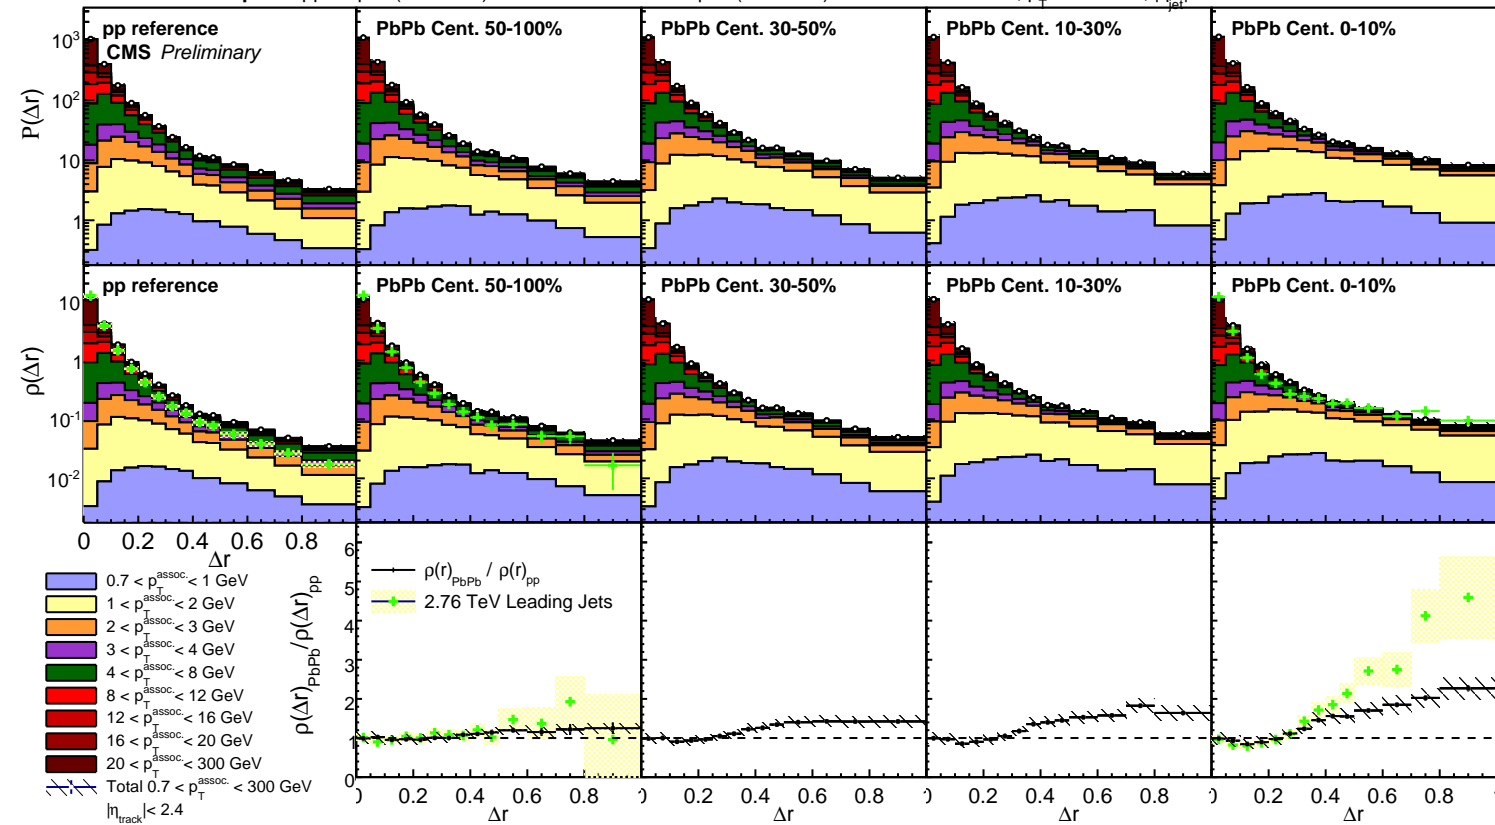 pp reference
CMS Preliminary
PbPb Cent. 50-100%
PbPb Cent. 30-50%
PbPb Cent. 10-30%
PbPb Cent. 0-10%
P(Δr)
10³
10²
10
1
pp reference
PbPb Cent. 50-100%
PbPb Cent. 30-50%
PbPb Cent. 10-30%
PbPb Cent. 0-10%
ρ(Δr)
10
1
10⁻¹
10⁻²
0 0.2 0.4 0.6 0.8
Δr
0.7 < p_T^assoc. < 1 GeV
1 < p_T^assoc. < 2 GeV
2 < p_T^assoc. < 3 GeV
3 < p_T^assoc. < 4 GeV
4 < p_T^assoc. < 8 GeV
8 < p_T^assoc. < 12 GeV
12 < p_T^assoc. < 16 GeV
16 < p_T^assoc. < 20 GeV
20 < p_T^assoc. < 300 GeV
Total 0.7 < p_T^assoc. < 300 GeV
|η_track| < 2.4
ρ(Δr)_PbPb/ρ(Δr)_pp
6
5
4
3
2
1
0
ρ(r)_PbPb / ρ(r)_pp
2.76 TeV Leading Jets
0.2 0.4 0.6 0.8
Δr
0.2 0.4 0.6 0.8
Δr
0.2 0.4 0.6 0.8
Δr
0.2 0.4 0.6 0.8
Δr